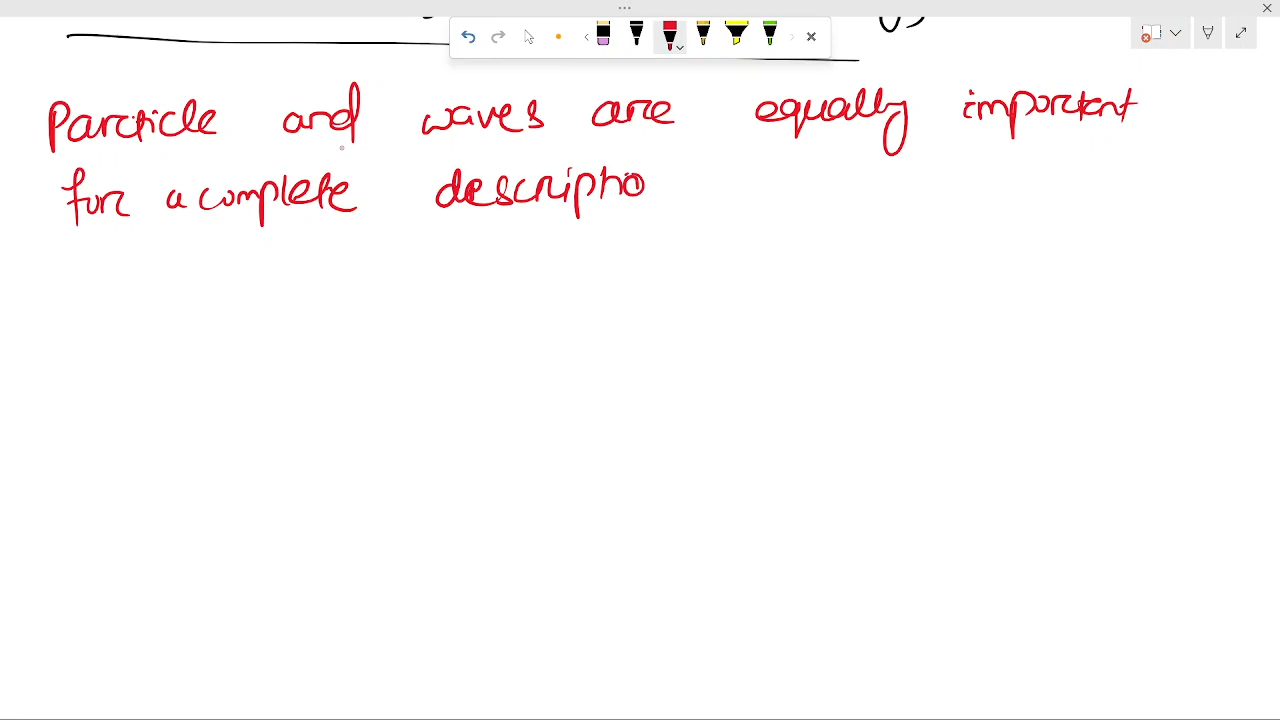 Particle and waves are equally important
for a complete descriptio